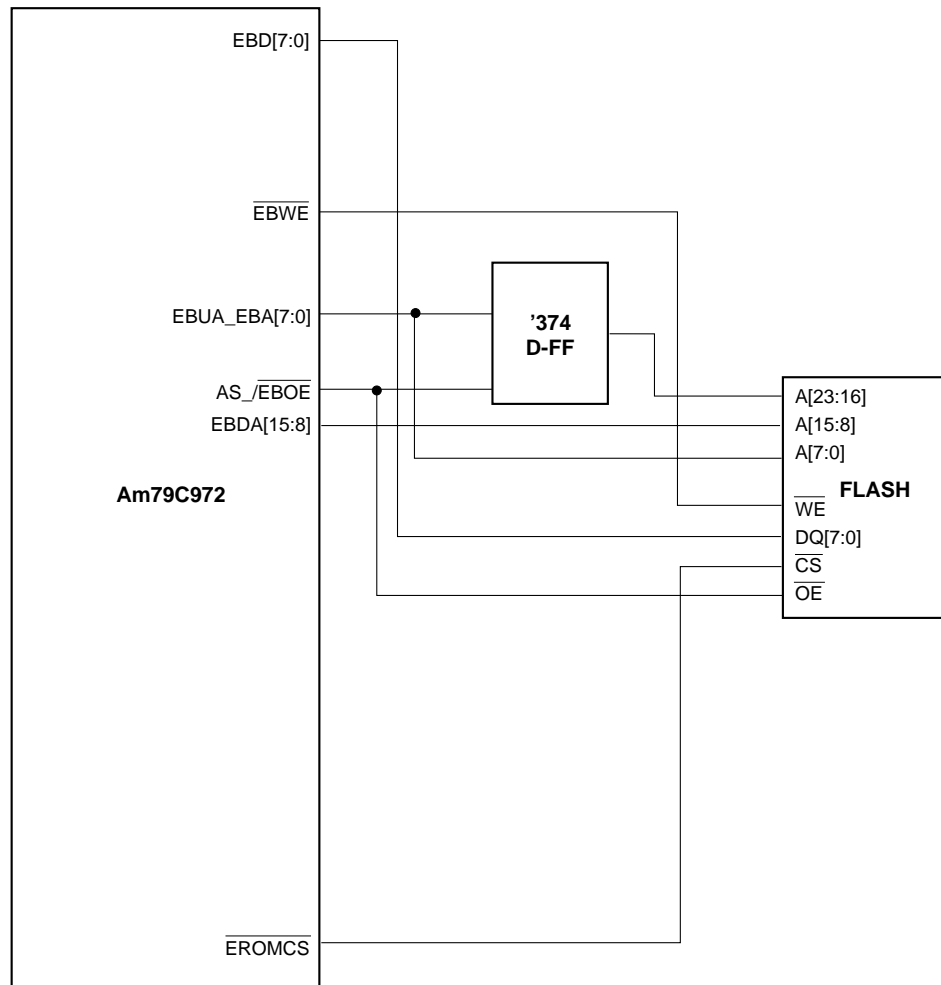 EBD[7:0]
EBWE
EBUA_EBA[7:0]
AS_/EBOE
EBDA[15:8]
Am79C972
EROMCS
'374
D-FF
A[23:16]
A[15:8]
A[7:0]
FLASH
WE
DQ[7:0]
CS
OE